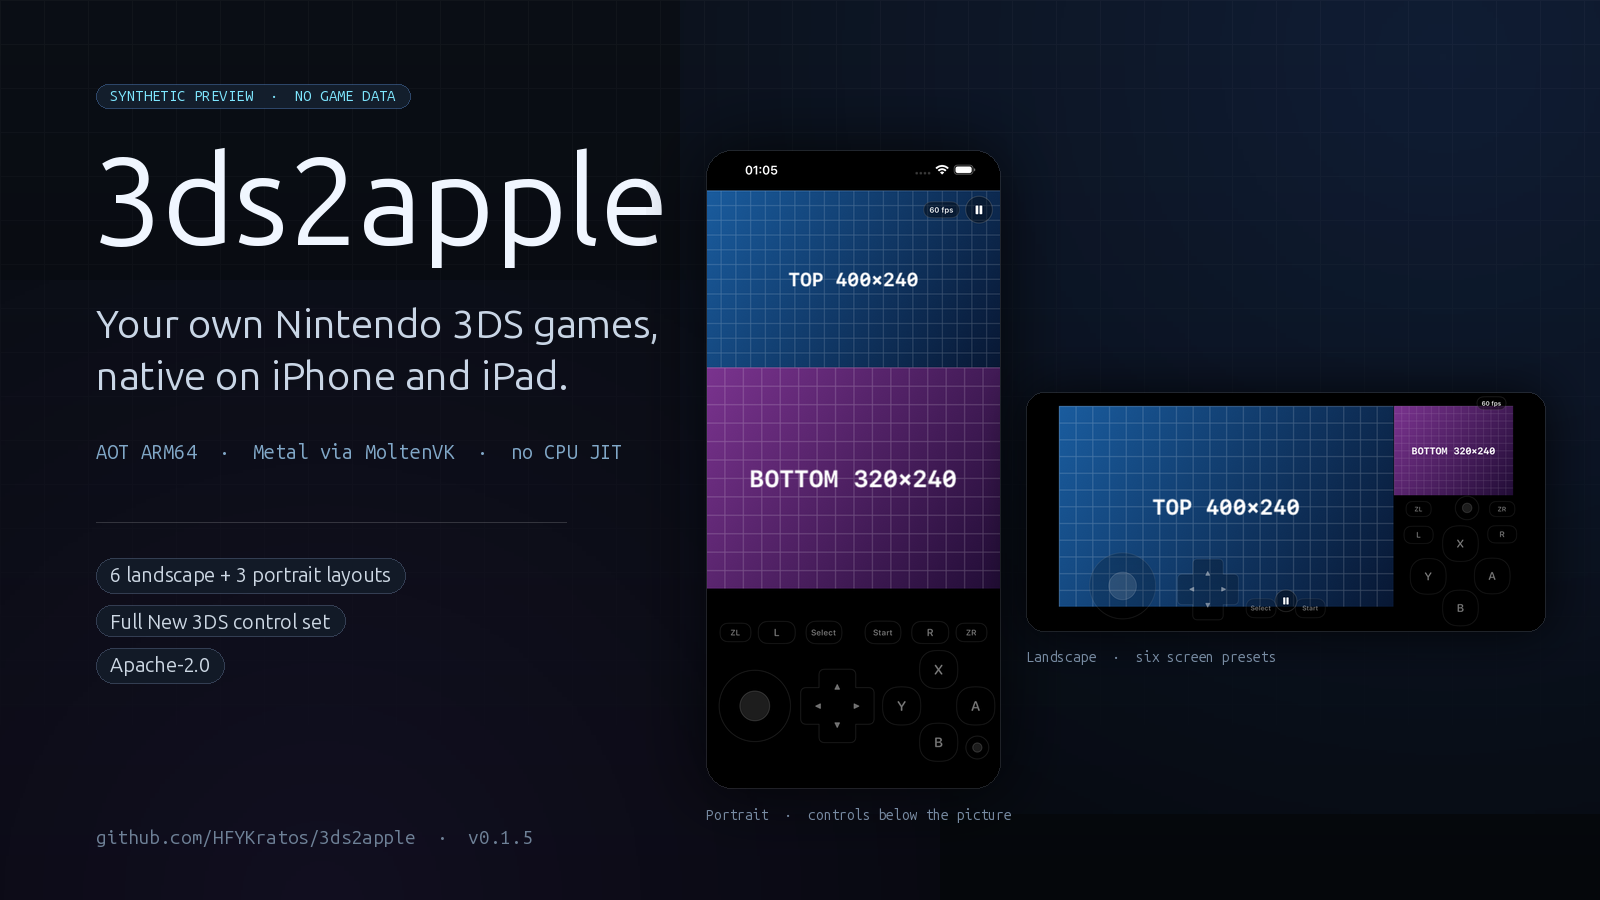 SYNTHETIC PREVIEW · NO GAME DATA
3ds2apple
Your own Nintendo 3DS games,
native on iPhone and iPad.
AOT ARM64 · Metal via MoltenVK · no CPU JIT
6 landscape + 3 portrait layouts
Full New 3DS control set
Apache-2.0
github.com/HFYKratos/3ds2apple · v0.1.5
01:05
60 fps
TOP 400×240
BOTTOM 320×240
ZL L Select Start R ZR
X
Y A
B
Portrait · controls below the picture
60 fps
TOP 400×240
BOTTOM 320×240
ZL ZR
L R
X
Y A
B
Select Start
Landscape · six screen presets